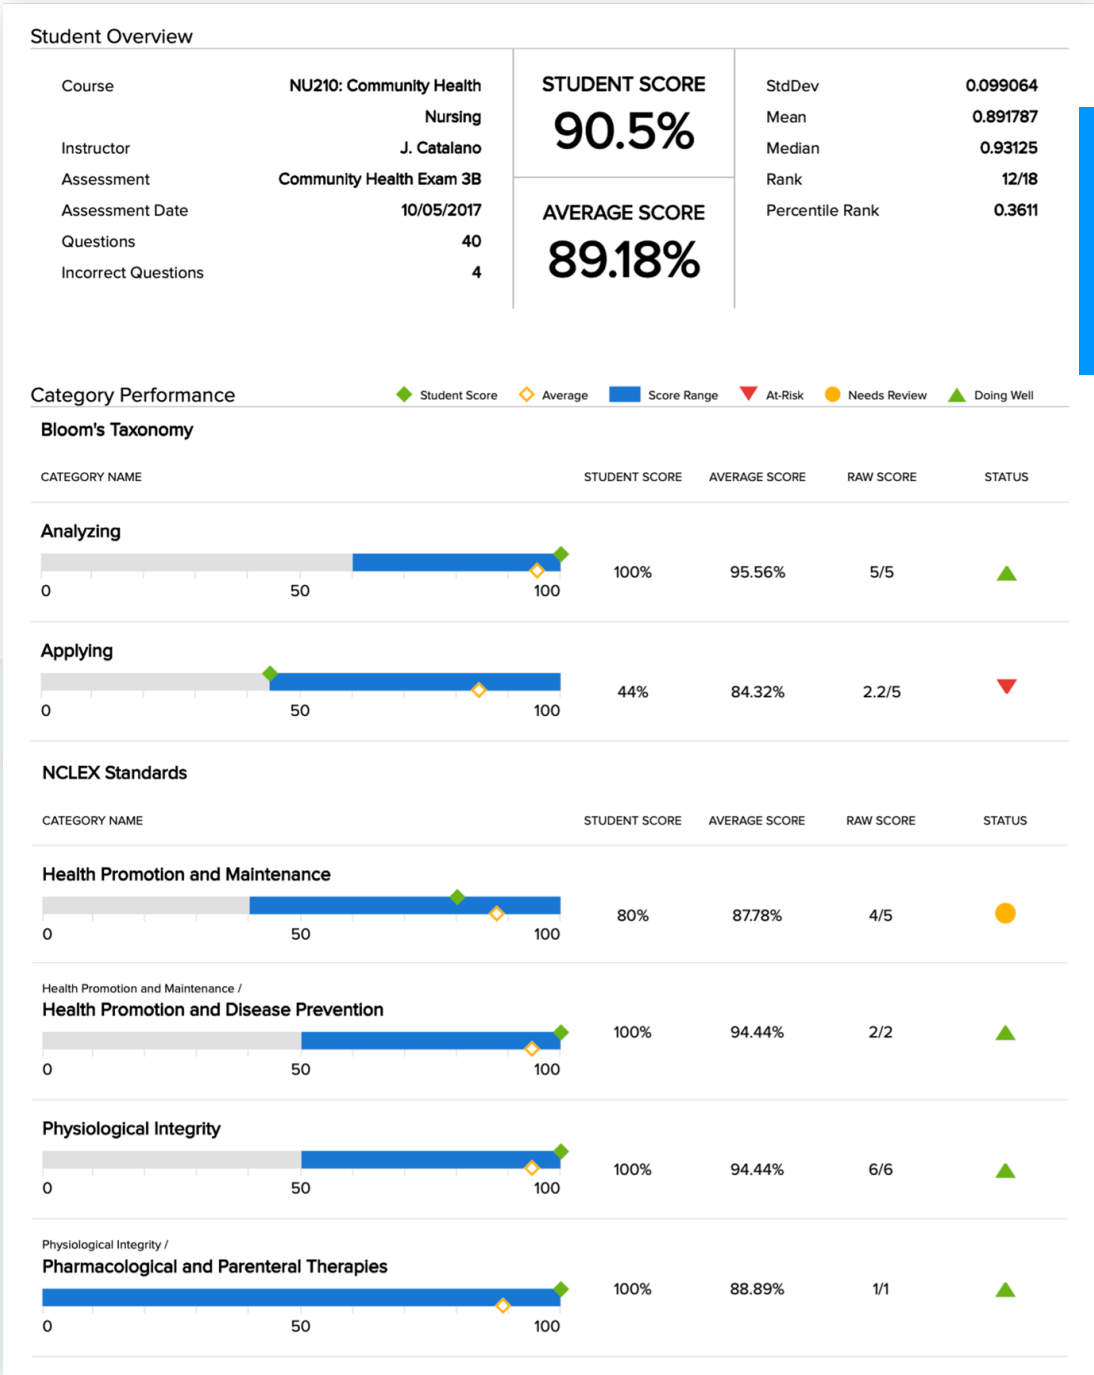 Student Overview
Course NU210: Community Health Nursing
Instructor J. Catalano
Assessment Community Health Exam 3B
Assessment Date 10/05/2017
Questions 40
Incorrect Questions 4
STUDENT SCORE
90.5%
AVERAGE SCORE
89.18%
StdDev 0.099064
Mean 0.891787
Median 0.93125
Rank 12/18
Percentile Rank 0.3611
Category Performance
Student Score Average Score Range At-Risk Needs Review Doing Well
Bloom's Taxonomy
CATEGORY NAME STUDENT SCORE AVERAGE SCORE RAW SCORE STATUS
Analyzing
100% 95.56% 5/5
0 50 100
Applying
44% 84.32% 2.2/5
0 50 100
NCLEX Standards
CATEGORY NAME STUDENT SCORE AVERAGE SCORE RAW SCORE STATUS
Health Promotion and Maintenance
80% 87.78% 4/5
0 50 100
Health Promotion and Maintenance /
Health Promotion and Disease Prevention
100% 94.44% 2/2
0 50 100
Physiological Integrity
100% 94.44% 6/6
0 50 100
Physiological Integrity /
Pharmacological and Parenteral Therapies
100% 88.89% 1/1
0 50 100